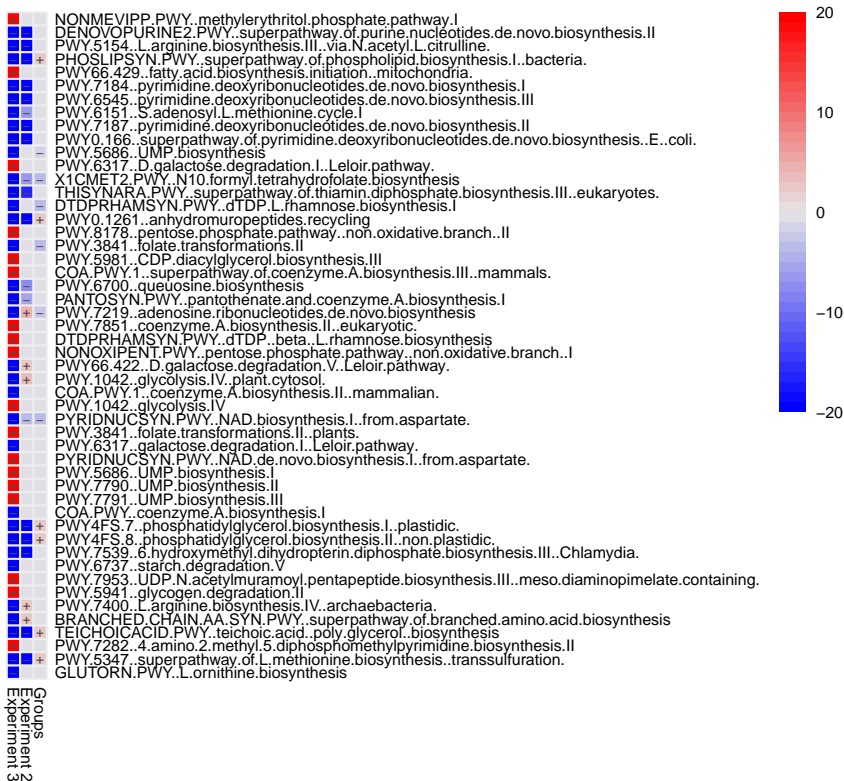 NONMEVIPP.PWY..methylerythritol.phosphate.pathway.I
DENOVOPURINE2.PWY..superpathway.of.purine.nucleotides.de.novo.biosynthesis.II
PWY.5154..L.arginine.biosynthesis.III..via.N.acetyl.L.citrulline.
PHOSLIPSYN.PWY..superpathway.of.phospholipid.biosynthesis.I..bacteria.
PWY66.429..fatty.acid.biosynthesis.initiation..mitochondria.
PWY.7184..pyrimidine.deoxyribonucleotides.de.novo.biosynthesis.I
PWY.6545..pyrimidine.deoxyribonucleotides.de.novo.biosynthesis.III
PWY.6151..S.adenosyl.L.methionine.cycle.I
PWY.7187..pyrimidine.deoxyribonucleotides.de.novo.biosynthesis.II
PWY0.166..superpathway.of.pyrimidine.deoxyribonucleotides.de.novo.biosynthesis..E..coli.
PWY.5686..UMP.biosynthesis
PWY.6317..D.galactose.degradation.I..Leloir.pathway.
X1CMET2.PWY..N10.formyl.tetrahydrofolate.biosynthesis
THISYNARA.PWY..superpathway.of.thiamin.diphosphate.biosynthesis.III..eukaryotes.
DTDPRHAMSYN.PWY..dTDP.L.rhamnose.biosynthesis.I
PWY0.1261..anhydromuropeptides.recycling
PWY.8178..pentose.phosphate.pathway..non.oxidative.branch..II
PWY.3841..folate.transformations.II
PWY.5981..CDP.diacylglycerol.biosynthesis.III
COA.PWY.1..superpathway.of.coenzyme.A.biosynthesis.III..mammals.
PWY.6700..queuosine.biosynthesis
PANTOSYN.PWY..pantothenate.and.coenzyme.A.biosynthesis.I
PWY.7219..adenosine.ribonucleotides.de.novo.biosynthesis
PWY.7851..coenzyme.A.biosynthesis.II..eukaryotic.
DTDPRHAMSYN.PWY..dTDP..beta..L.rhamnose.biosynthesis
NONOXIPENT.PWY..pentose.phosphate.pathway..non.oxidative.branch..I
PWY66.422..D.galactose.degradation.V..Leloir.pathway.
PWY.1042..glycolysis.IV..plant.cytosol.
COA.PWY.1..coenzyme.A.biosynthesis.II..mammalian.
PWY.1042..glycolysis.IV
PYRIDNUCSYN.PWY..NAD.biosynthesis.I..from.aspartate.
PWY.3841..folate.transformations.II..plants.
PWY.6317..galactose.degradation.I..Leloir.pathway.
PYRIDNUCSYN.PWY..NAD.de.novo.biosynthesis.I..from.aspartate.
PWY.5686..UMP.biosynthesis.I
PWY.7790..UMP.biosynthesis.II
PWY.7791..UMP.biosynthesis.III
COA.PWY..coenzyme.A.biosynthesis.I
PWY4FS.7..phosphatidylglycerol.biosynthesis.I..plastidic.
PWY4FS.8..phosphatidylglycerol.biosynthesis.II..non.plastidic.
PWY.7539..6.hydroxymethyl.dihydropterin.diphosphate.biosynthesis.III..Chlamydia.
PWY.6737..starch.degradation.V
PWY.7953..UDP.N.acetylmuramoyl.pentapeptide.biosynthesis.III..meso.diaminopimelate.containing.
PWY.5941..glycogen.degradation.II
PWY.7400..L.arginine.biosynthesis.IV..archaebacteria.
BRANCHED.CHAIN.AA.SYN.PWY..superpathway.of.branched.amino.acid.biosynthesis
TEICHOICACID.PWY..teichoic.acid..poly.glycerol..biosynthesis
PWY.7282..4.amino.2.methyl.5.diphosphomethylpyrimidine.biosynthesis.II
PWY.5347..superpathway.of.L.methionine.biosynthesis..transsulfuration.
GLUTORN.PWY..L.ornithine.biosynthesis
Experiment 3
Experiment 2
Groups
20
10
0
−10
−20